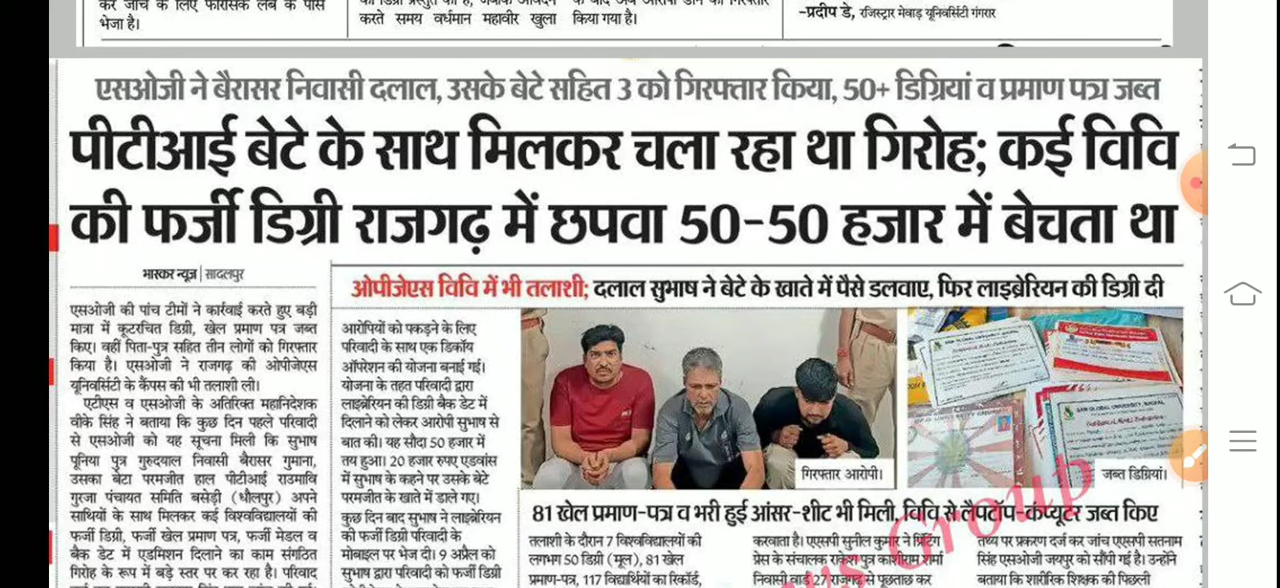 कर जांच के लिए फोरेंसिक लैब के पास
भेजा है।
करते समय वर्धमान महावीर खुला
किया गया है।
-प्रदीप डे, रजिस्ट्रार मेवाड़ यूनिवर्सिटी गंगरार
एसओजी ने बैरासर निवासी दलाल, उसके बेटे सहित 3 को गिरफ्तार किया, 50+ डिग्रियां व प्रमाण पत्र जब्त
पीटीआई बेटे के साथ मिलकर चला रहा था गिरोह; कई विवि
की फर्जी डिग्री राजगढ़ में छपवा 50-50 हजार में बेचता था
भास्कर न्यूज | सादलपुर
एसओजी की पांच टीमों ने कार्रवाई करते हुए बड़ी
मात्रा में कूटरचित डिग्री, खेल प्रमाण पत्र जब्त
किए। वहीं पिता-पुत्र सहित तीन लोगों को गिरफ्तार
किया है। एसओजी ने राजगढ़ की ओपीजेएस
यूनिवर्सिटी के कैंपस की भी तलाशी ली।
एटीएस व एसओजी के अतिरिक्त महानिदेशक
वीके सिंह ने बताया कि कुछ दिन पहले परिवादी
से एसओजी को यह सूचना मिली कि सुभाष
पूनिया पुत्र गुरुदयाल निवासी बैरासर गुमाना,
उसका बेटा परमजीत हाल पीटीआई राउमावि
गुरजा पंचायत समिति बसेड़ी (धौलपुर) अपने
साथियों के साथ मिलकर कई विश्वविद्यालयों की
फर्जी डिग्री, फर्जी खेल प्रमाण पत्र, फर्जी मेडल व
बैक डेट में एडमिशन दिलाने का काम संगठित
गिरोह के रूप में बड़े स्तर पर कर रहा है। परिवाद
ओपीजेएस विवि में भी तलाशी; दलाल सुभाष ने बेटे के खाते में पैसे डलवाए, फिर लाइब्रेरियन की डिग्री दी
आरोपियों को पकड़ने के लिए
परिवादी के साथ एक डिकॉय
ऑपरेशन की योजना बनाई गई।
योजना के तहत परिवादी द्वारा
लाइब्रेरियन की डिग्री बैक डेट में
दिलाने को लेकर आरोपी सुभाष से
बात की। यह सौदा 50 हजार में
तय हुआ। 20 हजार रुपए एडवांस
में सुभाष के कहने पर उसके बेटे
परमजीत के खाते में डाले गए।
कुछ दिन बाद सुभाष ने लाइब्रेरियन
की फर्जी डिग्री परिवादी के
मोबाइल पर भेज दी। 9 अप्रैल को
सुभाष द्वारा परिवादी को फर्जी डिग्री
गिरफ्तार आरोपी।
जब्त डिग्रियां।
81 खेल प्रमाण-पत्र व भरी हुई आंसर-शीट भी मिली, विवि से लैपटॉप-कंप्यूटर जब्त किए
तलाशी के दौरान 7 विश्वविद्यालयों की
लगभग 50 डिग्री (मूल), 81 खेल
प्रमाण-पत्र, 117 विद्यार्थियों का रिकॉर्ड,
करवाता है। एएसपी सुनील कुमार ने प्रिंटिंग
प्रेस के संचालक राकेश पुत्र काशीराम शर्मा
निवासी वार्ड 27 राजगढ़ से पूछताछ कर
तथ्य पर प्रकरण दर्ज कर जांच एएसपी सतनाम
सिंह एसओजी जयपुर को सौंपी गई है। उन्होंने
बताया कि शारीरिक शिक्षक की पिछली
Group